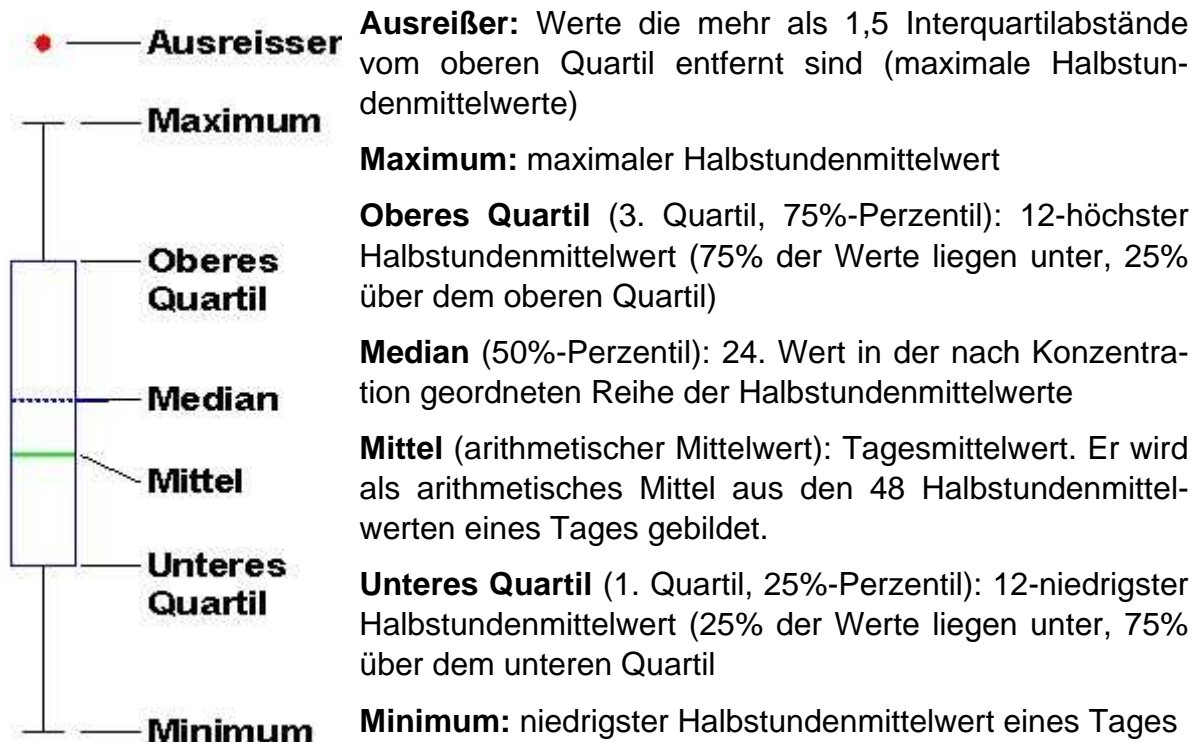 Ausreisser
Maximum
Oberes
Quartil
Median
Mittel
Unteres
Quartil
Minimum
Ausreißer: Werte die mehr als 1,5 Interquartilabstände
vom oberen Quartil entfernt sind (maximale Halbstun-
denmittelwerte)
Maximum: maximaler Halbstundenmittelwert
Oberes Quartil (3. Quartil, 75%-Perzentil): 12-höchster
Halbstundenmittelwert (75% der Werte liegen unter, 25%
über dem oberen Quartil)
Median (50%-Perzentil): 24. Wert in der nach Konzentra-
tion geordneten Reihe der Halbstundenmittelwerte
Mittel (arithmetischer Mittelwert): Tagesmittelwert. Er wird
als arithmetisches Mittel aus den 48 Halbstundenmittel-
werten eines Tages gebildet.
Unteres Quartil (1. Quartil, 25%-Perzentil): 12-niedrigster
Halbstundenmittelwert (25% der Werte liegen unter, 75%
über dem unteren Quartil
Minimum: niedrigster Halbstundenmittelwert eines Tages